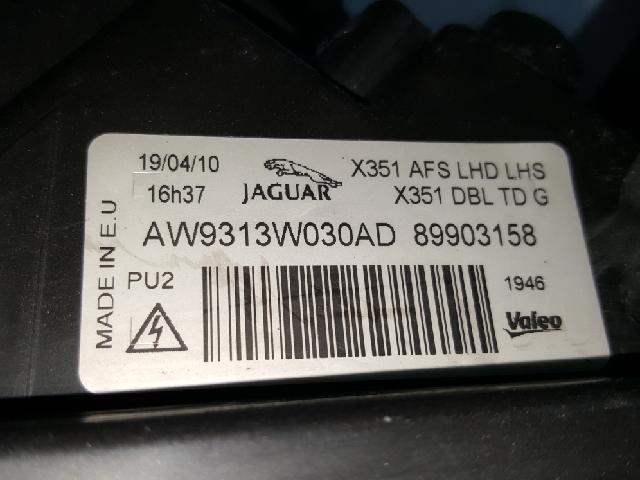 19/04/10
16h37
JAGUAR
X351 AFS LHD LHS
X351 DBL TD G
AW9313W030AD 89903158
MADE IN E.U
PU2
1946
Valeo